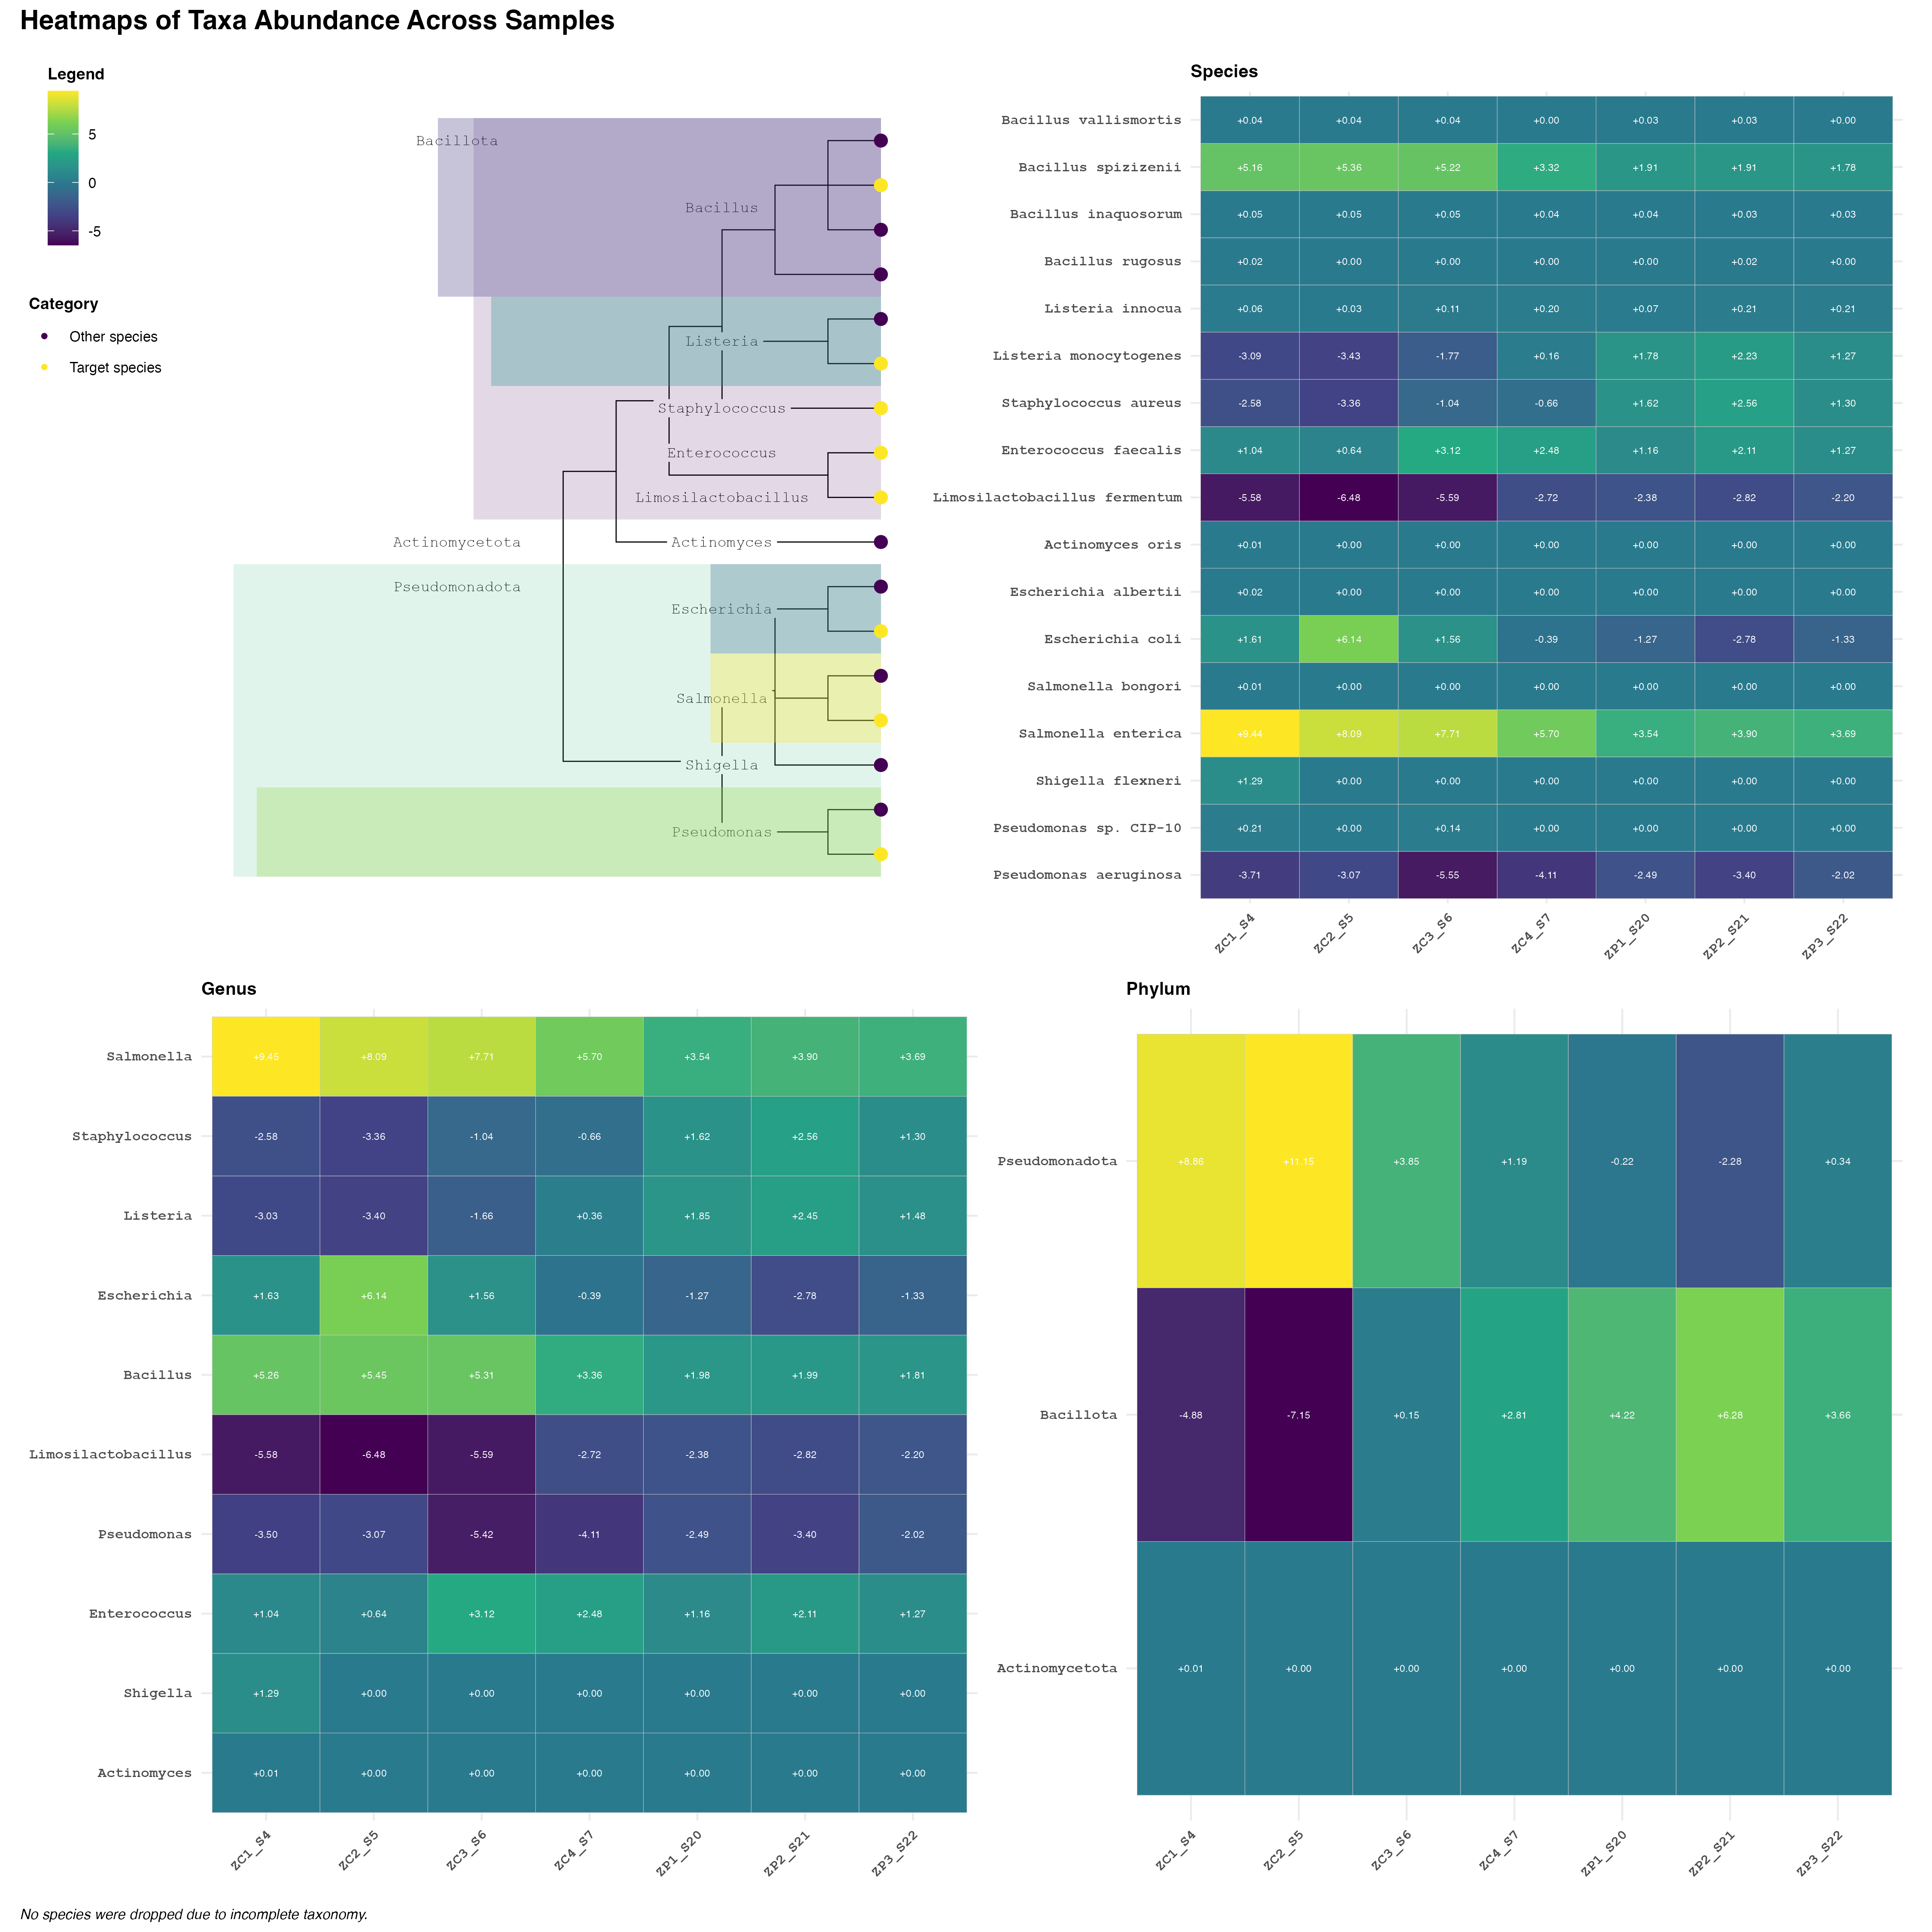 Heatmaps of Taxa Abundance Across Samples
Legend
5
0
-5
Category
Other species
Target species
Bacillota
Bacillus
Listeria
Staphylococcus
Enterococcus
Limosilactobacillus
Actinomycetota
Actinomyces
Pseudomonadota
Escherichia
Salmonella
Shigella
Pseudomonas
Species
Bacillus vallismortis +0.04 +0.04 +0.04 +0.00 +0.03 +0.03 +0.00
Bacillus spizizenii +5.16 +5.36 +5.22 +3.32 +1.91 +1.91 +1.78
Bacillus inaquosorum +0.05 +0.05 +0.05 +0.04 +0.04 +0.03 +0.03
Bacillus rugosus +0.02 +0.00 +0.00 +0.00 +0.00 +0.02 +0.00
Listeria innocua +0.06 +0.03 +0.11 +0.20 +0.07 +0.21 +0.21
Listeria monocytogenes -3.09 -3.43 -1.77 +0.16 +1.78 +2.23 +1.27
Staphylococcus aureus -2.58 -3.36 -1.04 -0.66 +1.62 +2.56 +1.30
Enterococcus faecalis +1.04 +0.64 +3.12 +2.48 +1.16 +2.11 +1.27
Limosilactobacillus fermentum -5.58 -6.48 -5.59 -2.72 -2.38 -2.82 -2.20
Actinomyces oris +0.01 +0.00 +0.00 +0.00 +0.00 +0.00 +0.00
Escherichia albertii +0.02 +0.00 +0.00 +0.00 +0.00 +0.00 +0.00
Escherichia coli +1.61 +6.14 +1.56 -0.39 -1.27 -2.78 -1.33
Salmonella bongori +0.01 +0.00 +0.00 +0.00 +0.00 +0.00 +0.00
Salmonella enterica +9.44 +8.09 +7.71 +5.70 +3.54 +3.90 +3.69
Shigella flexneri +1.29 +0.00 +0.00 +0.00 +0.00 +0.00 +0.00
Pseudomonas sp. CIP-10 +0.21 +0.00 +0.14 +0.00 +0.00 +0.00 +0.00
Pseudomonas aeruginosa -3.71 -3.07 -5.55 -4.11 -2.49 -3.40 -2.02
ZC1_S4 ZC2_S5 ZC3_S6 ZC4_S7 ZP1_S20 ZP2_S21 ZP3_S22
Genus
Salmonella +9.45 +8.09 +7.71 +5.70 +3.54 +3.90 +3.69
Staphylococcus -2.58 -3.36 -1.04 -0.66 +1.62 +2.56 +1.30
Listeria -3.03 -3.40 -1.66 +0.36 +1.85 +2.45 +1.48
Escherichia +1.63 +6.14 +1.56 -0.39 -1.27 -2.78 -1.33
Bacillus +5.26 +5.45 +5.31 +3.36 +1.98 +1.99 +1.81
Limosilactobacillus -5.58 -6.48 -5.59 -2.72 -2.38 -2.82 -2.20
Pseudomonas -3.50 -3.07 -5.42 -4.11 -2.49 -3.40 -2.02
Enterococcus +1.04 +0.64 +3.12 +2.48 +1.16 +2.11 +1.27
Shigella +1.29 +0.00 +0.00 +0.00 +0.00 +0.00 +0.00
Actinomyces +0.01 +0.00 +0.00 +0.00 +0.00 +0.00 +0.00
ZC1_S4 ZC2_S5 ZC3_S6 ZC4_S7 ZP1_S20 ZP2_S21 ZP3_S22
Phylum
Pseudomonadota +8.86 +11.15 +3.85 +1.19 -0.22 -2.28 +0.34
Bacillota -4.88 -7.15 +0.15 +2.81 +4.22 +6.28 +3.66
Actinomycetota +0.01 +0.00 +0.00 +0.00 +0.00 +0.00 +0.00
ZC1_S4 ZC2_S5 ZC3_S6 ZC4_S7 ZP1_S20 ZP2_S21 ZP3_S22
No species were dropped due to incomplete taxonomy.